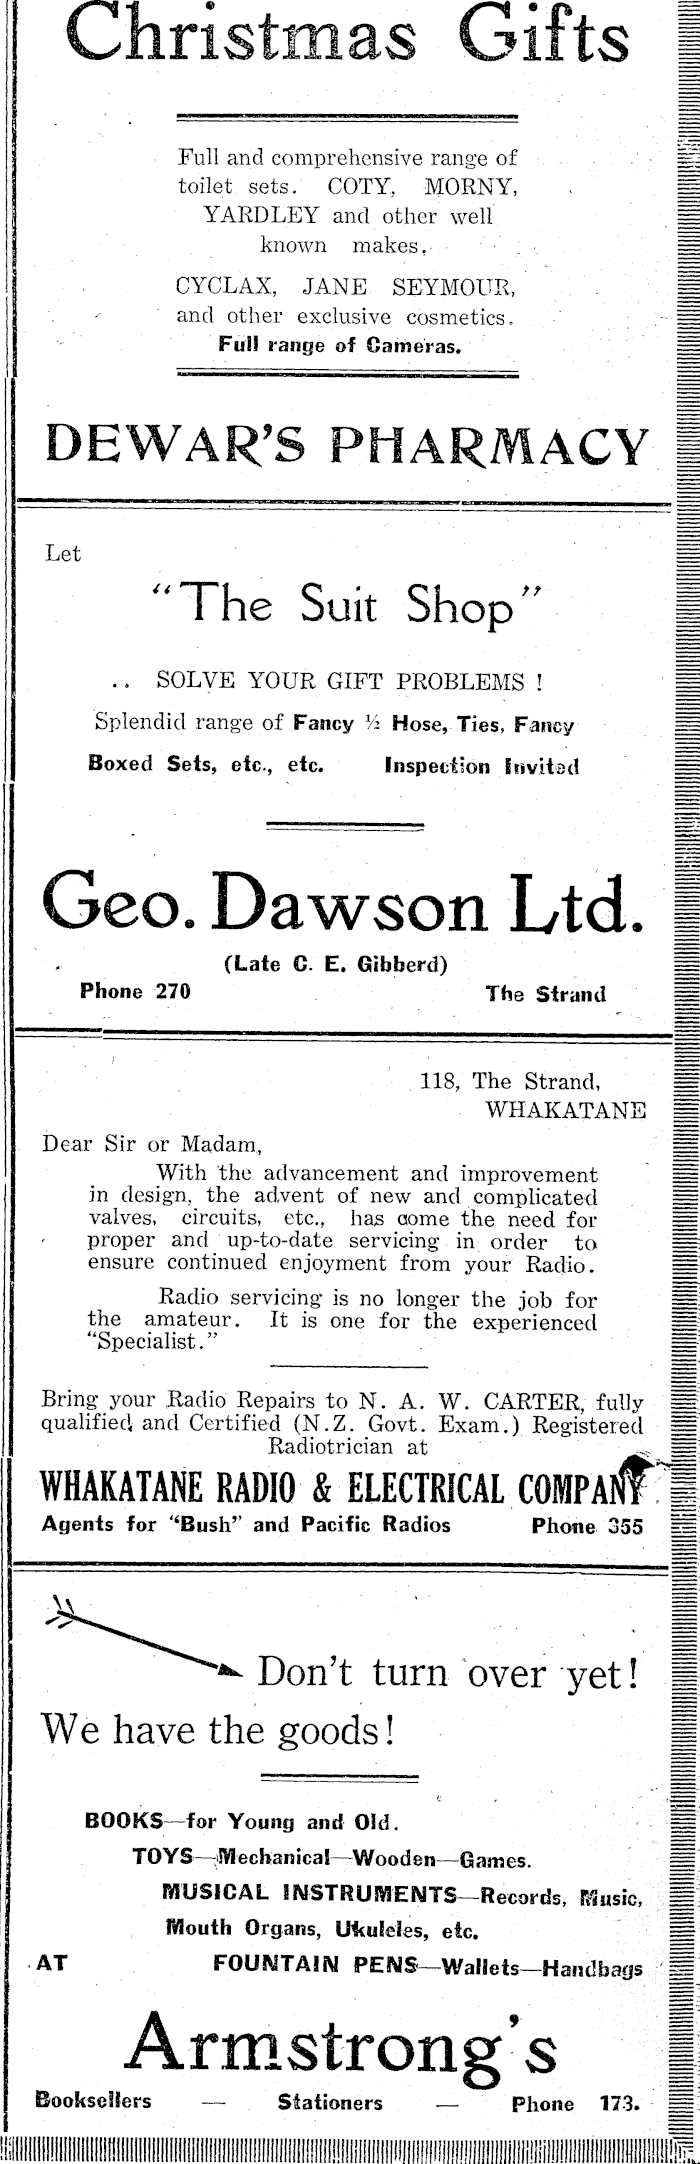 Christmas Gifts
Full and comprehensive range of
toilet sets. COTY, MORNY,
YARDLEY and other well
known makes.
CYCLAX, JANE SEYMOUR,
and other exclusive cosmetics.
Full range of Cameras.
DEWAR'S PHARMACY
Let
"The Suit Shop"
.. SOLVE YOUR GIFT PROBLEMS !
Splendid range of Fancy ½ Hose, Ties, Fancy
Boxed Sets, etc., etc. Inspection Invited
Geo. Dawson Ltd.
(Late C. E. Gibberd)
Phone 270 The Strand
118, The Strand,
WHAKATANE
Dear Sir or Madam,
With the advancement and improvement
in design, the advent of new and complicated
valves, circuits, etc., has come the need for
proper and up-to-date servicing in order to
ensure continued enjoyment from your Radio.
Radio servicing is no longer the job for
the amateur. It is one for the experienced
"Specialist."
Bring your Radio Repairs to N. A. W. CARTER, fully
qualified and Certified (N.Z. Govt. Exam.) Registered
Radiotrician at
WHAKATANE RADIO & ELECTRICAL COMPANY
Agents for "Bush" and Pacific Radios Phone 355
Don't turn over yet!
We have the goods!
BOOKS—for Young and Old.
TOYS—Mechanical—Wooden—Games.
MUSICAL INSTRUMENTS—Records, Music,
Mouth Organs, Ukuleles, etc.
AT FOUNTAIN PENS—Wallets—Handbags
Armstrong's
Booksellers — Stationers — Phone 173.